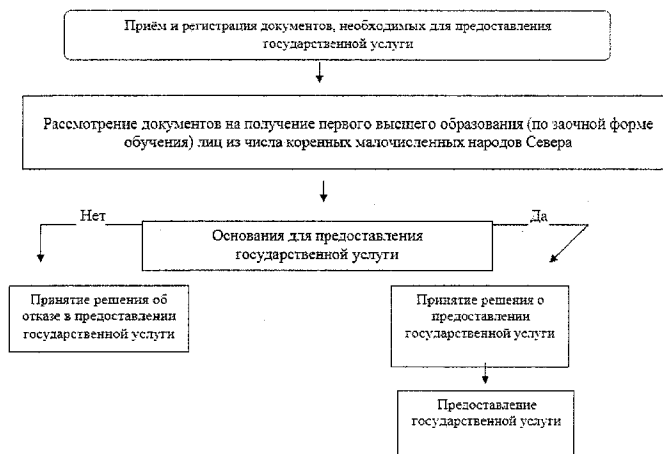 Приём и регистрация документов, необходимых для предоставления
государственной услуги
Рассмотрение документов на получение первого высшего образования (по заочной форме
обучения) лиц из числа коренных малочисленных народов Севера
Нет
Да
Основания для предоставления
государственной услуги
Принятие решения об
отказе в предоставлении
государственной услуги
Принятие решения о
предоставлении
государственной услуги
Предоставление
государственной услуги